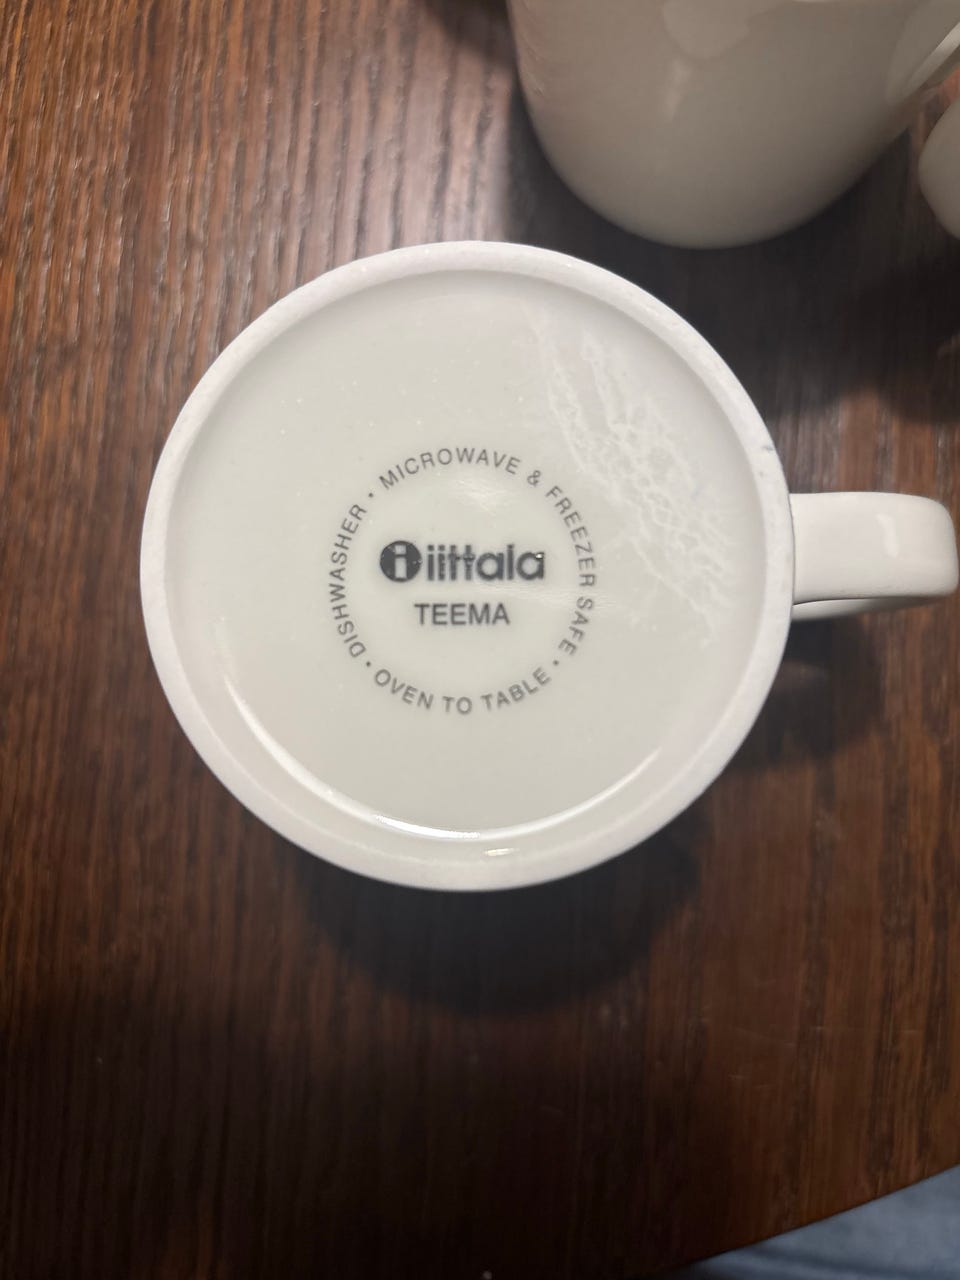 DISHWASHER • MICROWAVE & FREEZER SAFE • OVEN TO TABLE •
i iittala
TEEMA